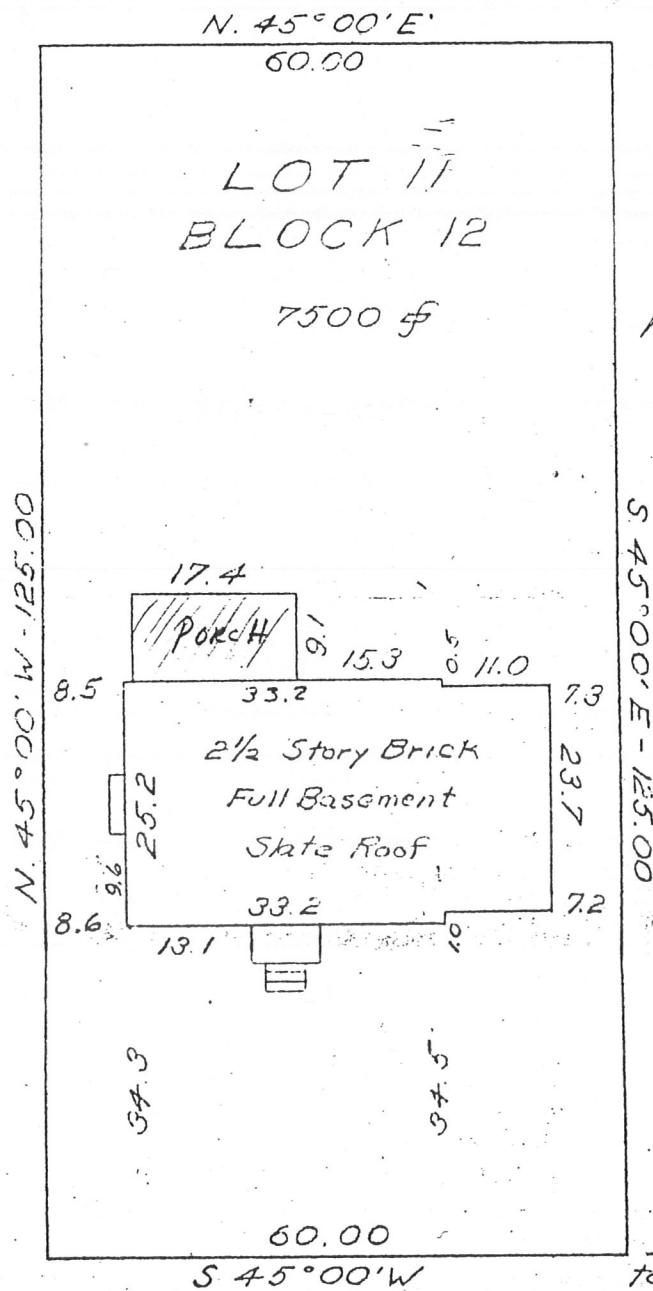 N. 45°00'E.
60.00
LOT 11
BLOCK 12
7500
N. 45°00' W. - 125.00
S. 45°00' E - 125.00
17.4
PORCH
9.1
15.3
0.5
11.0
8.5
33.2
7.3
2½ Story Brick
Full Basement
Slate Roof
25.2
23.7
9.6
8.6
33.2
7.2
13.1
1.0
34.3
34.5
60.00
S 45°00'W